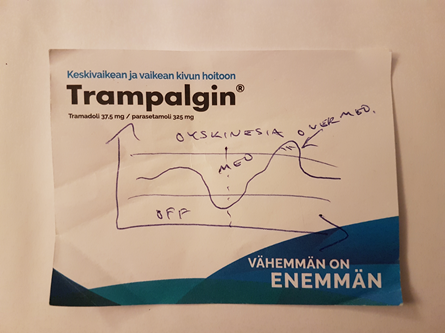 Keskivaikean ja vaikean kivun hoitoon
Trampalgin®
Tramadoli 37,5 mg / parasetamoli 325 mg
DYSKINESIA OVERMED.
MED
OFF
VÄHEMMÄN ON
ENEMMÄN